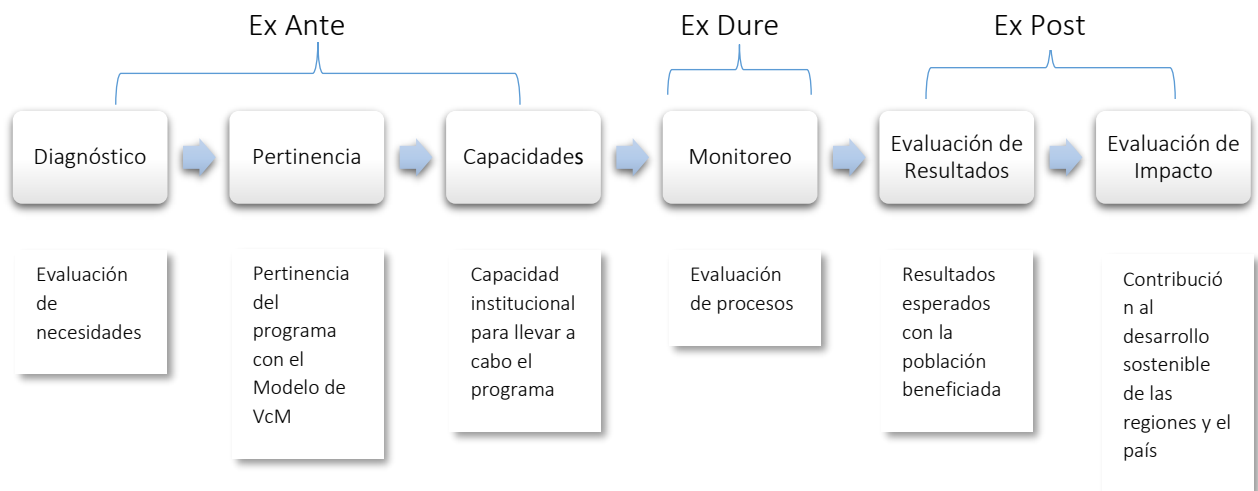 Ex Ante
Ex Dure
Ex Post
Diagnóstico
Pertinencia
Capacidades
Monitoreo
Evaluación de
Resultados
Evaluación de
Impacto
Evaluación
de
necesidades
Pertinencia
del
programa
con el
Modelo de
VcM
Capacidad
institucional
para llevar a
cabo el
programa
Evaluación
de procesos
Resultados
esperados
con la
población
beneficiada
Contribució
n al
desarrollo
sostenible
de las
regiones y el
país